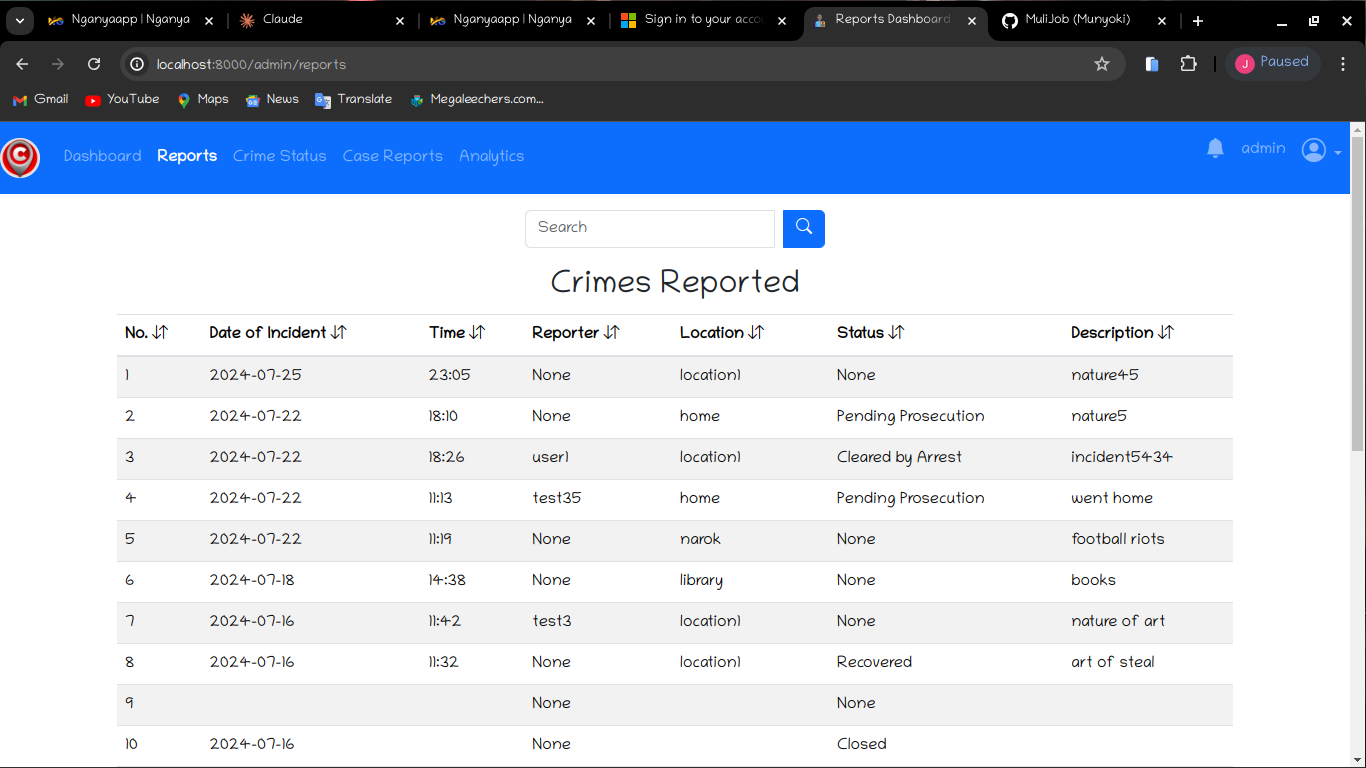 Nganyaapp | Nganya Claude Nganyaapp | Nganya Sign in to your acco Reports Dashboard MuliJob (Munyoki)
localhost:8000/admin/reports J Paused
Gmail YouTube Maps News Translate Megaleechers.com...
C Dashboard Reports Crime Status Case Reports Analytics admin
Search
Crimes Reported
No. Date of Incident Time Reporter Location Status Description
1 2024-07-25 23:05 None location1 None nature45
2 2024-07-22 18:10 None home Pending Prosecution nature5
3 2024-07-22 18:26 user1 location1 Cleared by Arrest incident5434
4 2024-07-22 11:13 test35 home Pending Prosecution went home
5 2024-07-22 11:19 None narok None football riots
6 2024-07-18 14:38 None library None books
7 2024-07-16 11:42 test3 location1 None nature of art
8 2024-07-16 11:32 None location1 Recovered art of steal
9 None None
10 2024-07-16 None Closed